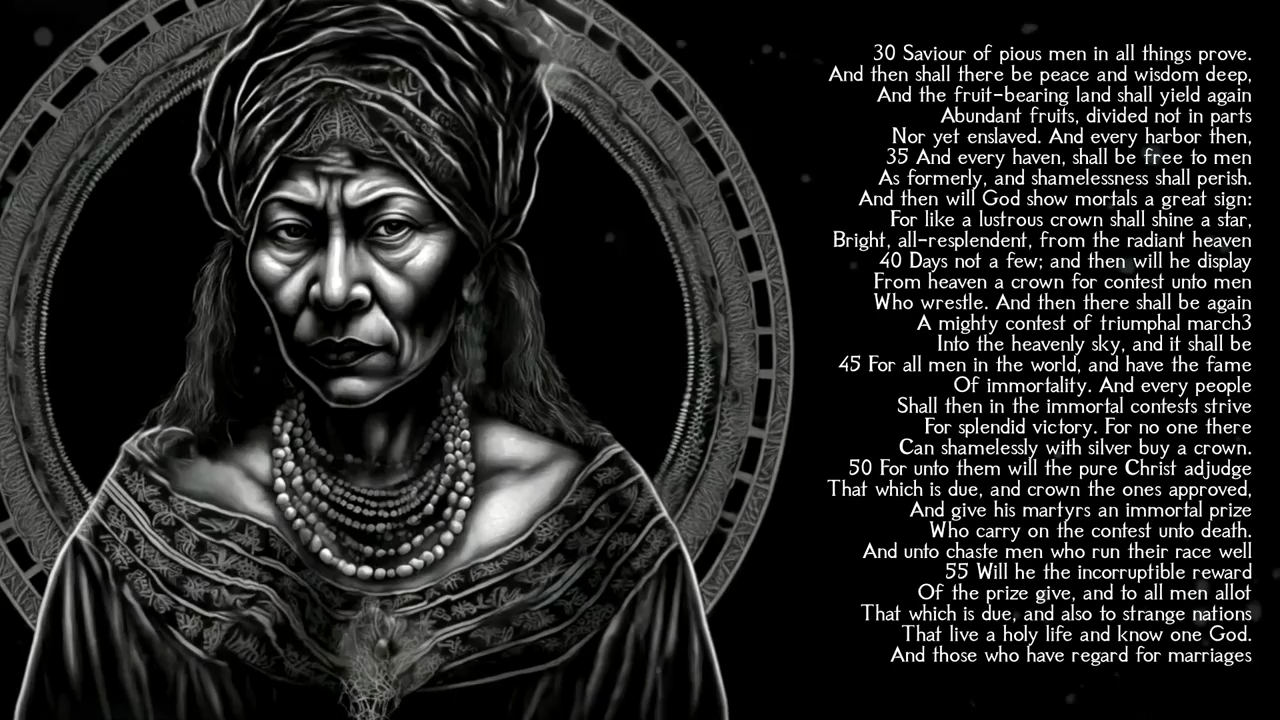 30 Saviour of pious men in all things prove.
And then shall there be peace and wisdom deep,
And the fruit-bearing land shall yield again
Abundant fruits, divided not in parts
Nor yet enslaved. And every harbor then,
35 And every haven, shall be free to men
As formerly, and shamelessness shall perish.
And then will God show mortals a great sign:
For like a lustrous crown shall shine a star,
Bright, all-resplendent, from the radiant heaven
40 Days not a few; and then will he display
From heaven a crown for contest unto men
Who wrestle. And then there shall be again
A mighty contest of triumphal march3
Into the heavenly sky, and it shall be
45 For all men in the world, and have the fame
Of immortality. And every people
Shall then in the immortal contests strive
For splendid victory. For no one there
Can shamelessly with silver buy a crown.
50 For unto them will the pure Christ adjudge
That which is due, and crown the ones approved,
And give his martyrs an immortal prize
Who carry on the contest unto death.
And unto chaste men who run their race well
55 Will he the incorruptible reward
Of the prize give, and to all men allot
That which is due, and also to strange nations
That live a holy life and know one God.
And those who have regard for marriages